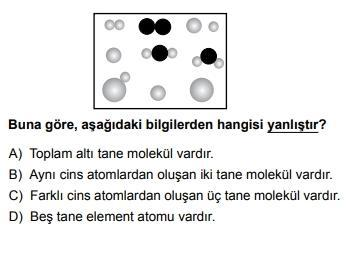 Buna göre, aşağıdaki bilgilerden hangisi yanlıştır?
A) Toplam altı tane molekül vardır.
B) Aynı cins atomlardan oluşan iki tane molekül vardır.
C) Farklı cins atomlardan oluşan üç tane molekül vardır.
D) Beş tane element atomu vardır.